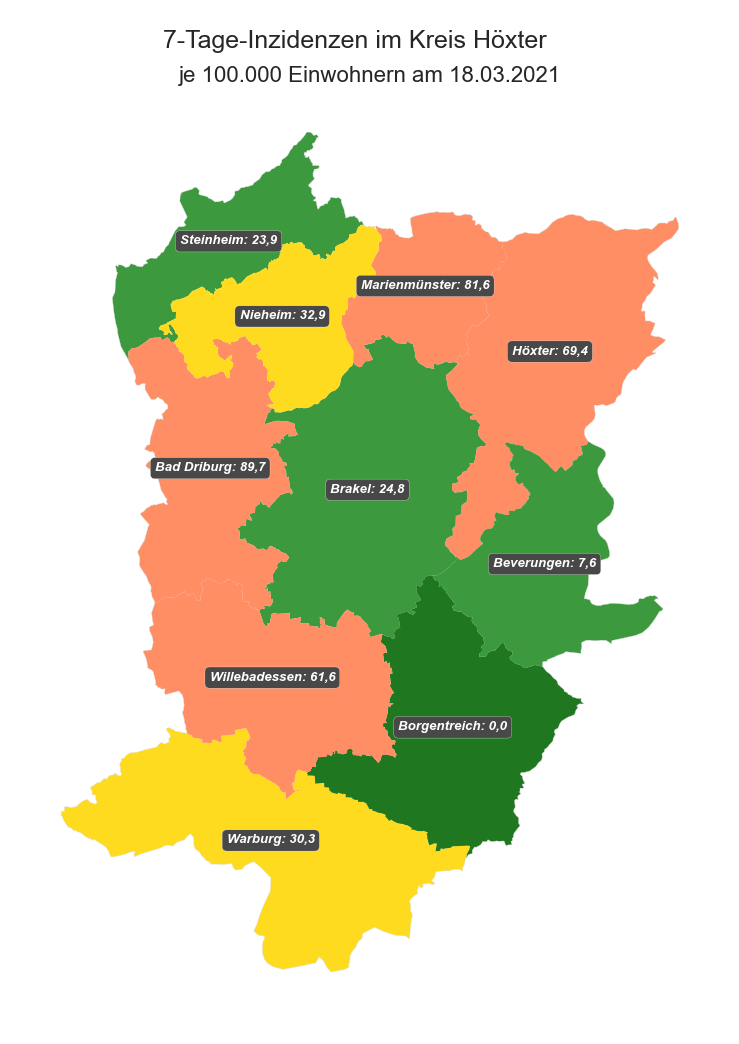 7-Tage-Inzidenzen im Kreis Höxter
je 100.000 Einwohnern am 18.03.2021
Steinheim: 23,9
Marienmünster: 81,6
Nieheim: 32,9
Höxter: 69,4
Bad Driburg: 89,7
Brakel: 24,8
Beverungen: 7,6
Willebadessen: 61,6
Borgentreich: 0,0
Warburg: 30,3